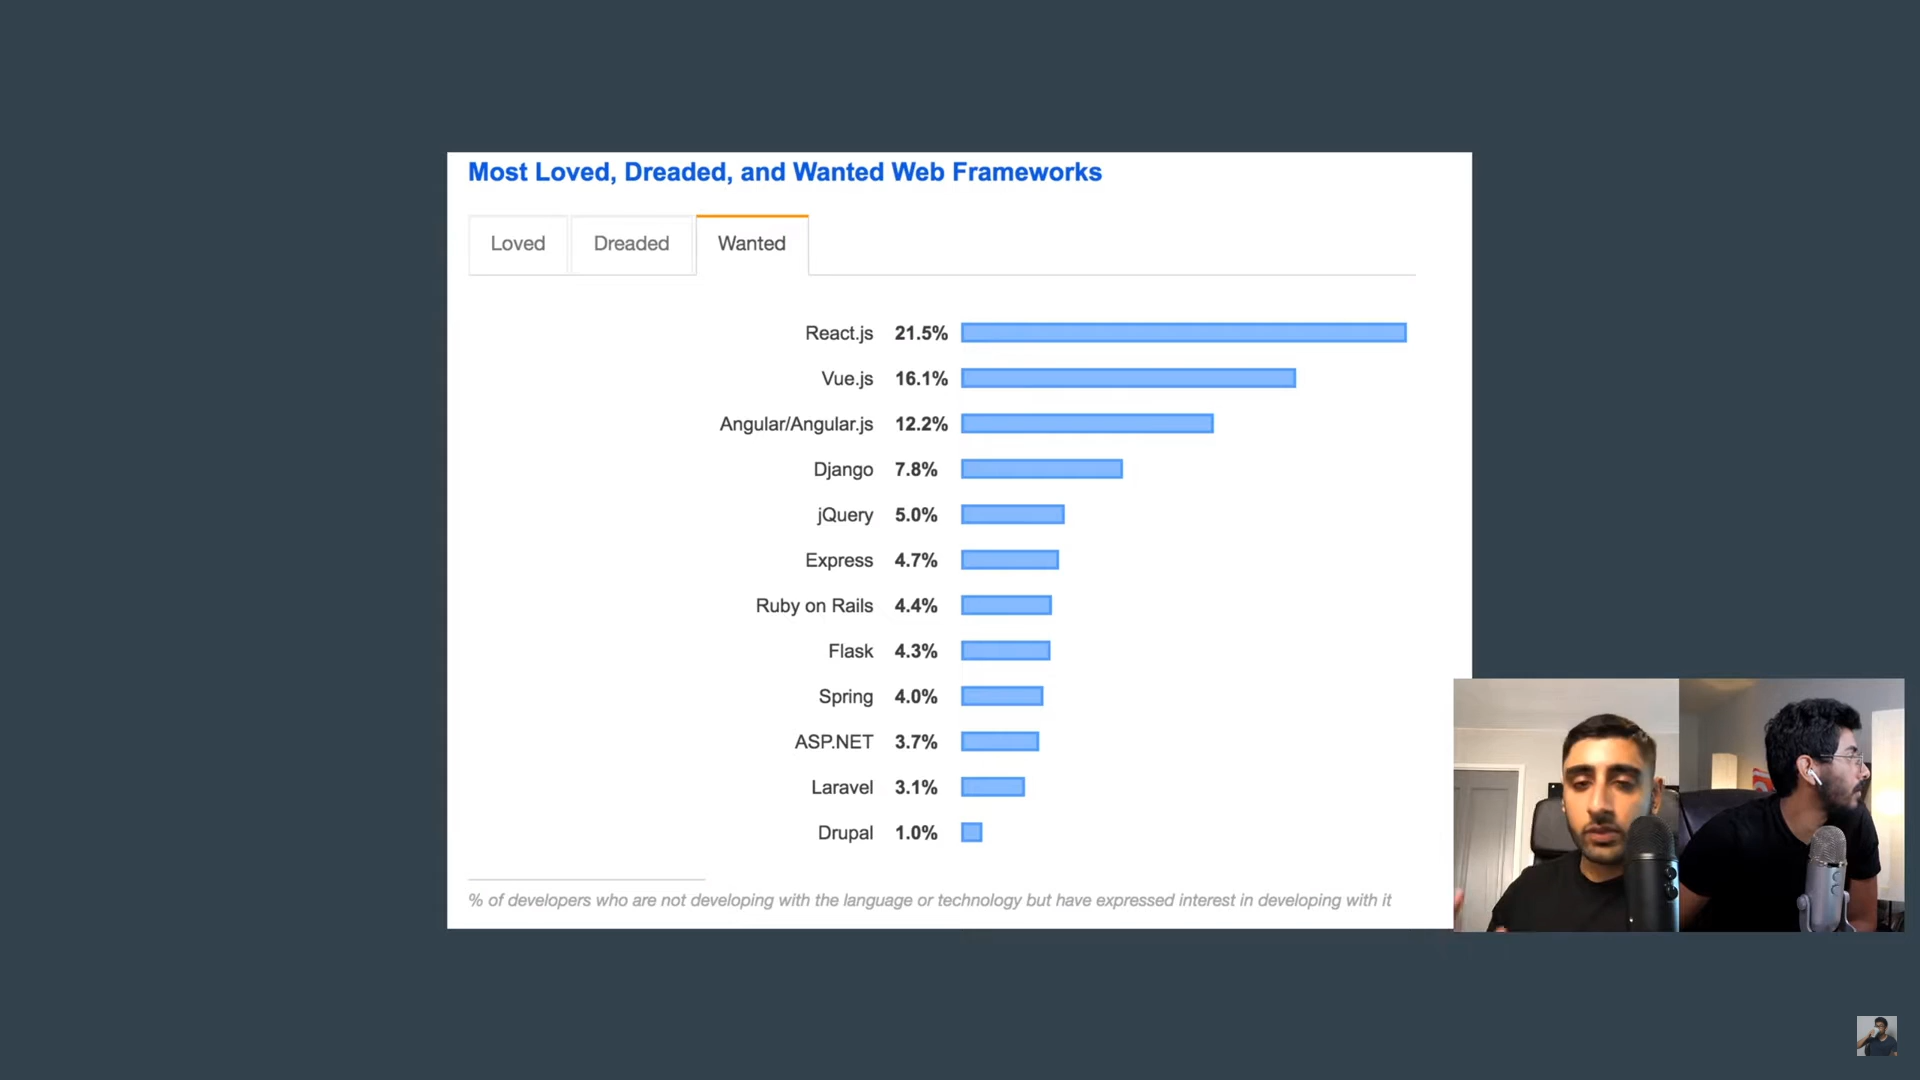 Most Loved, Dreaded, and Wanted Web Frameworks
Loved Dreaded Wanted
React.js 21.5%
Vue.js 16.1%
Angular/Angular.js 12.2%
Django 7.8%
jQuery 5.0%
Express 4.7%
Ruby on Rails 4.4%
Flask 4.3%
Spring 4.0%
ASP.NET 3.7%
Laravel 3.1%
Drupal 1.0%
% of developers who are not developing with the language or technology but have expressed interest in developing with it